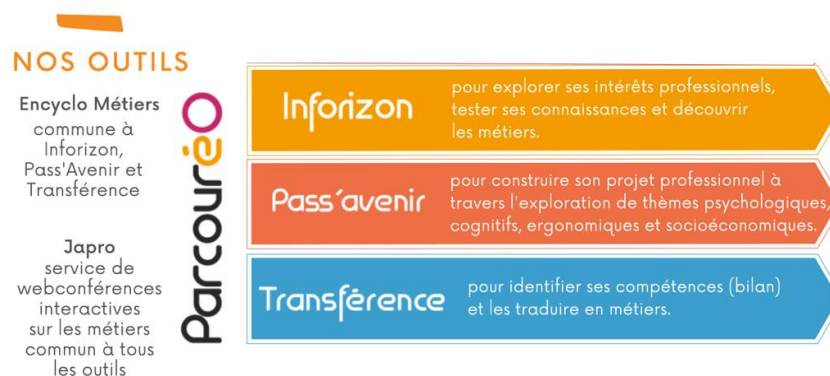 NOS OUTILS
Encyclo Métiers
commune à
Inforizon,
Pass'Avenir et
Transférence
Japro
service de
webconférences
interactives
sur les métiers
commun à tous
les outils
Parcouréo
Inforizon
pour explorer ses intérêts professionnels,
tester ses connaissances et découvrir
les métiers.
Pass'avenir
pour construire son projet professionnel à
travers l'exploration de thèmes psychologiques,
cognitifs, ergonomiques et socioéconomiques.
Transférence
pour identifier ses compétences (bilan)
et les traduire en métiers.